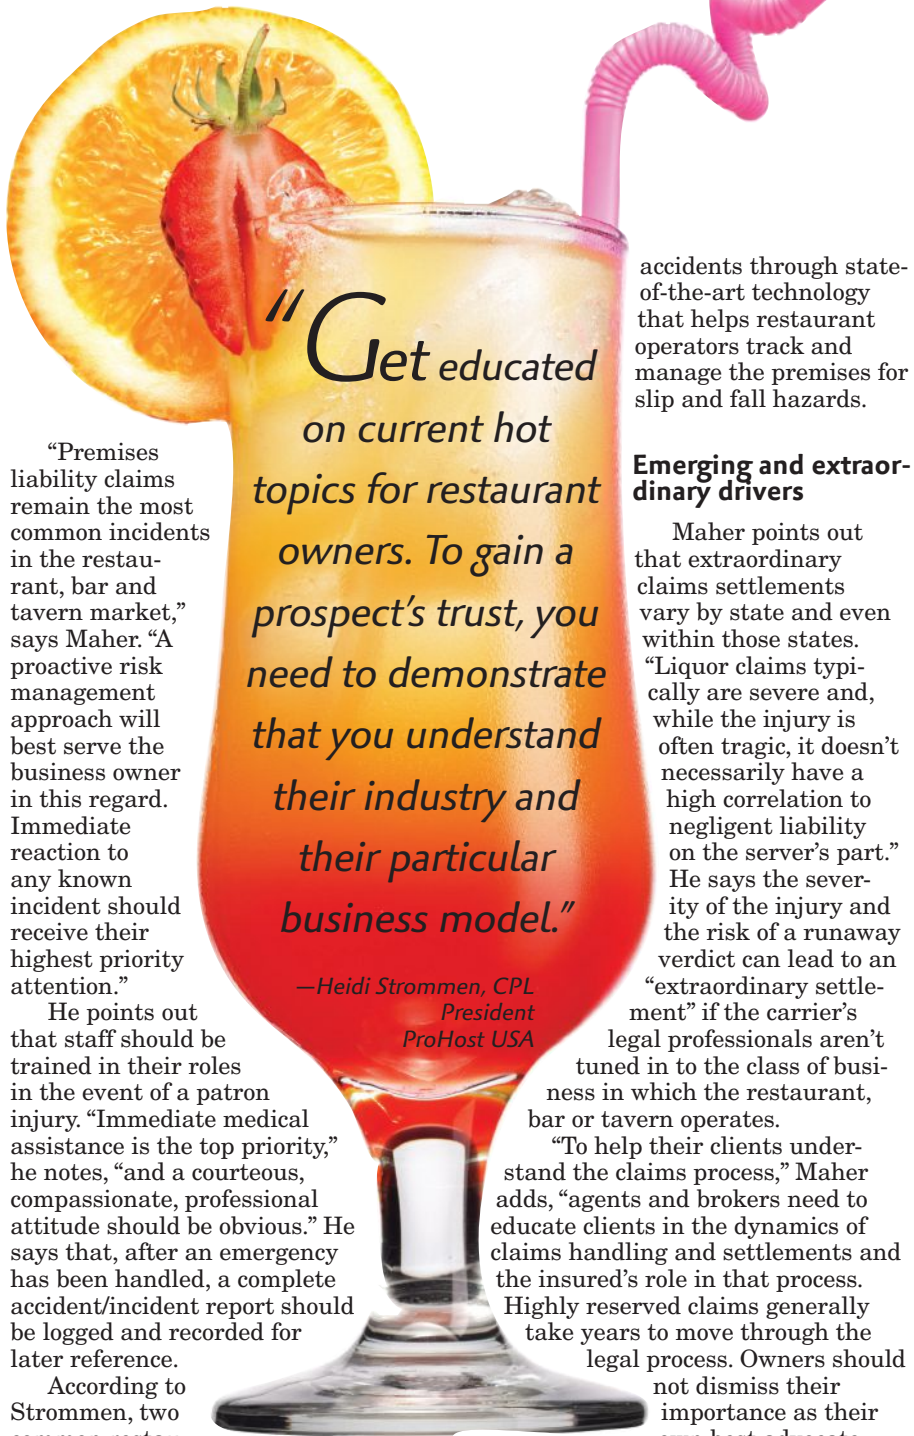 “Premises
liability claims
remain the most
common incidents
in the restau-
rant, bar and
tavern market,”
says Maher. “A
proactive risk
management
approach will
best serve the
business owner
in this regard.
Immediate
reaction to
any known
incident should
receive their
highest priority
attention.”
He points out
that staff should be
trained in their roles
in the event of a patron
injury. “Immediate medical
assistance is the top priority,”
he notes, “and a courteous,
compassionate, professional
attitude should be obvious.” He
says that, after an emergency
has been handled, a complete
accident/incident report should
be logged and recorded for
later reference.
According to
Strommen, two
“Get educated
on current hot
topics for restaurant
owners. To gain a
prospect’s trust, you
need to demonstrate
that you understand
their industry and
their particular
business model.”
—Heidi Strommen, CPL
President
ProHost USA
accidents through state-
of-the-art technology
that helps restaurant
operators track and
manage the premises for
slip and fall hazards.
Emerging and extraor-
dinary drivers
Maher points out
that extraordinary
claims settlements
vary by state and even
within those states.
“Liquor claims typi-
cally are severe and,
while the injury is
often tragic, it doesn’t
necessarily have a
high correlation to
negligent liability
on the server’s part.”
He says the sever-
ity of the injury and
the risk of a runaway
verdict can lead to an
“extraordinary settle-
ment” if the carrier’s
legal professionals aren’t
tuned in to the class of busi-
ness in which the restaurant,
bar or tavern operates.
“To help their clients under-
stand the claims process,” Maher
adds, “agents and brokers need to
educate clients in the dynamics of
claims handling and settlements and
the insured’s role in that process.
Highly reserved claims generally
take years to move through the
legal process. Owners should
not dismiss their
importance as their